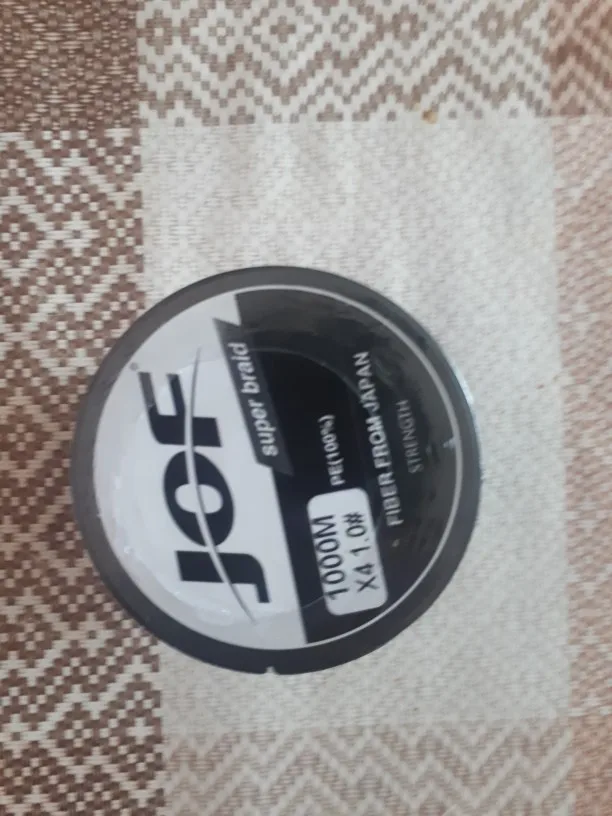 JOF
super braid
PE(100%)
1000M
X4 1.0#
FIBER FROM JAPAN
STRENGTH